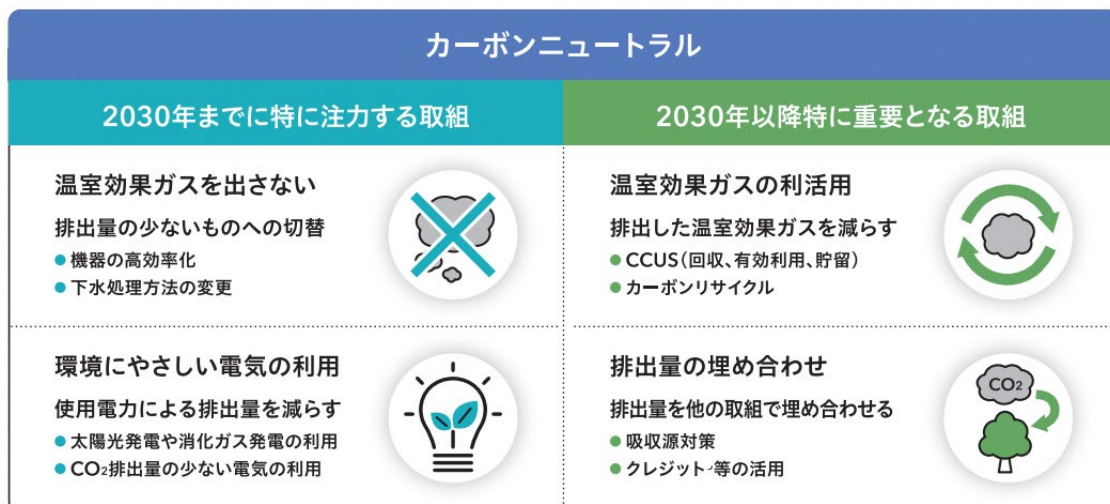 カーボンニュートラル
2030年までに特に注力する取組
2030年以降特に重要となる取組
温室効果ガスを出さない
排出量の少ないものへの切替
● 機器の高効率化
● 下水処理方法の変更
温室効果ガスの利活用
排出した温室効果ガスを減らす
● CCUS(回収、有効利用、貯留)
● カーボンリサイクル
環境にやさしい電気の利用
使用電力による排出量を減らす
● 太陽光発電や消化ガス発電の利用
● CO₂排出量の少ない電気の利用
排出量の埋め合わせ
排出量を他の取組で埋め合わせる
● 吸収源対策
● クレジット等の活用
CO₂